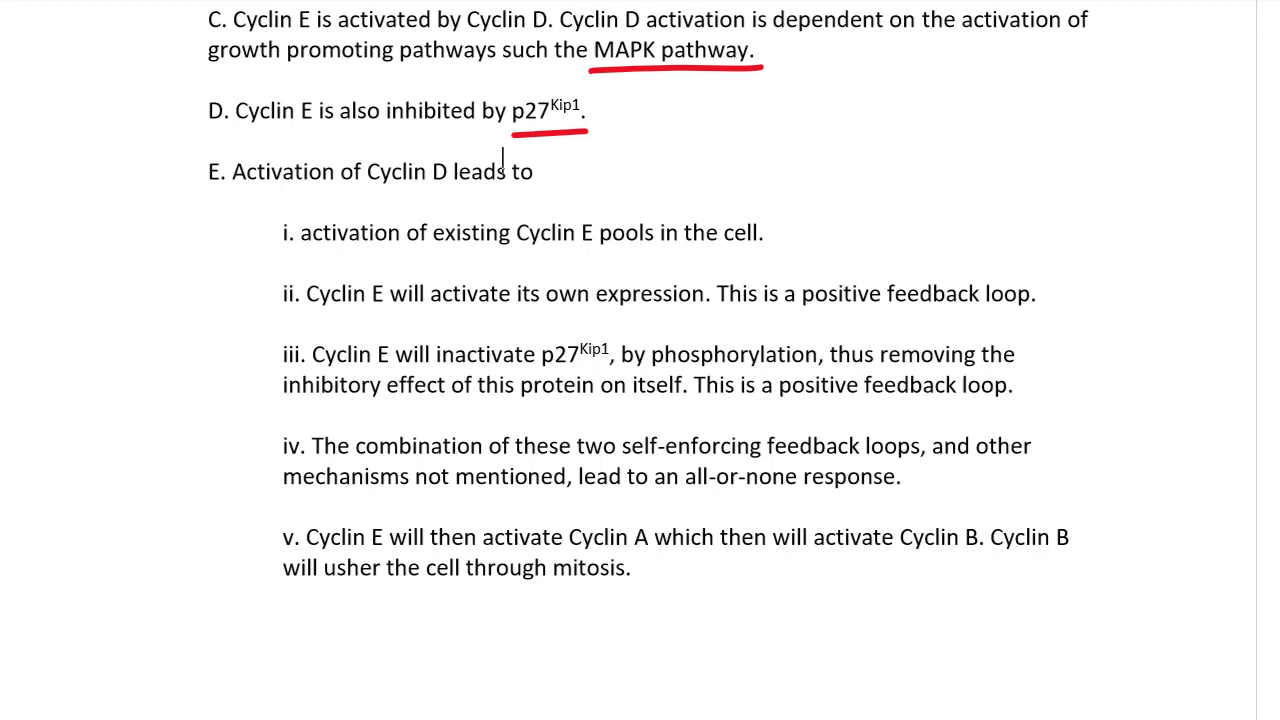 C. Cyclin E is activated by Cyclin D. Cyclin D activation is dependent on the activation of
growth promoting pathways such the MAPK pathway.
D. Cyclin E is also inhibited by p27Kip1.
E. Activation of Cyclin D leads to
i. activation of existing Cyclin E pools in the cell.
ii. Cyclin E will activate its own expression. This is a positive feedback loop.
iii. Cyclin E will inactivate p27Kip1, by phosphorylation, thus removing the
inhibitory effect of this protein on itself. This is a positive feedback loop.
iv. The combination of these two self-enforcing feedback loops, and other
mechanisms not mentioned, lead to an all-or-none response.
v. Cyclin E will then activate Cyclin A which then will activate Cyclin B. Cyclin B
will usher the cell through mitosis.